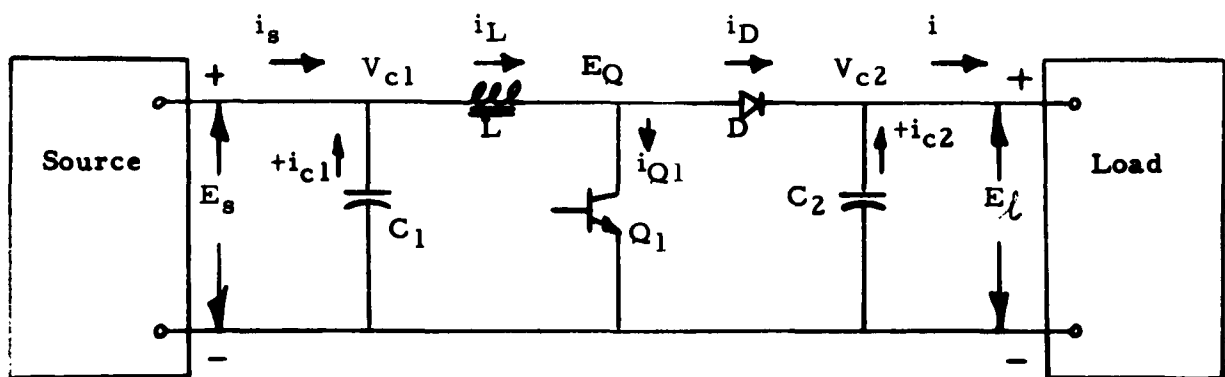 i_s i_L i_D i
+ V_c1 E_Q V_c2 +
L D
Source +i_c1 i_Q1 +i_c2 Load
E_s C_1 Q_1 C_2 E_ℓ
- -